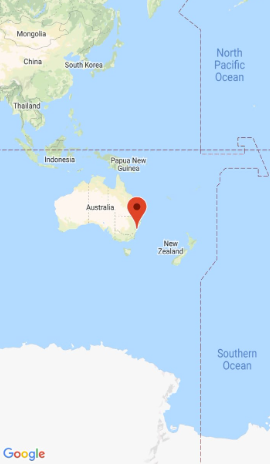 Mongolia
North
Pacific
Ocean
China
South Korea
Thailand
Indonesia
Papua New
Guinea
Australia
New
Zealand
Southern
Ocean
Google